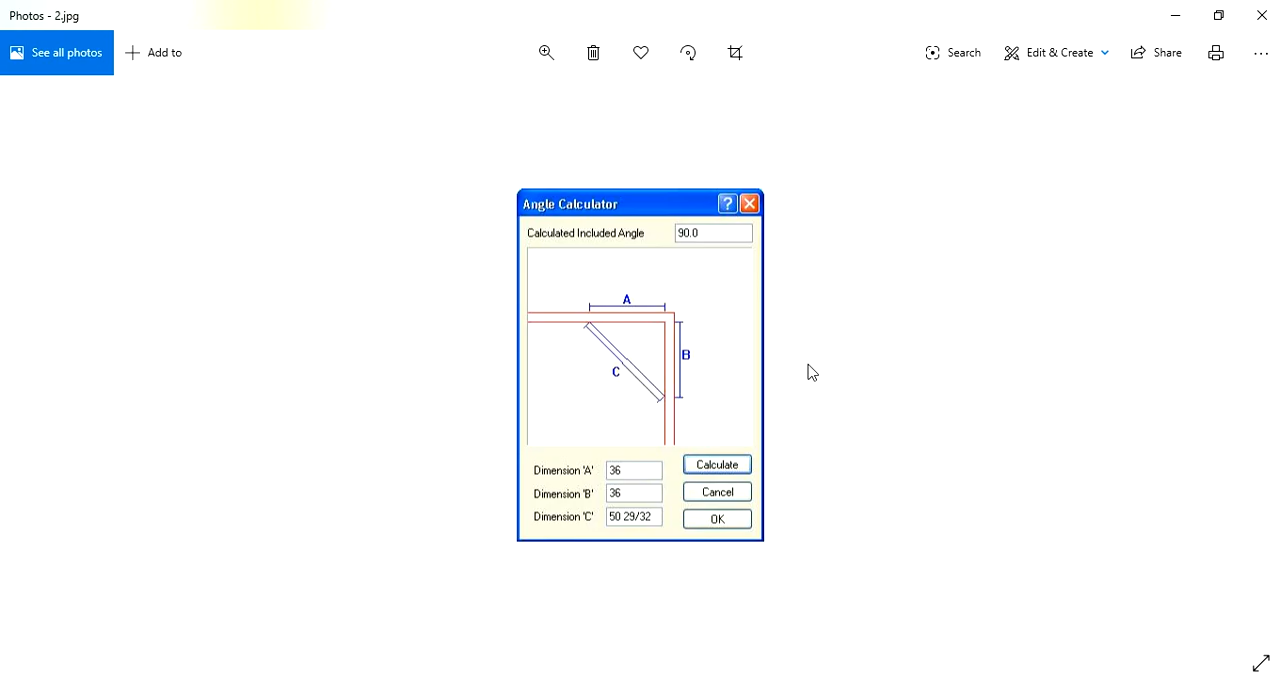 Photos - 2.jpg
See all photos
Add to
Search
Edit & Create
Share
Angle Calculator
?
Calculated Included Angle 90.0
A
B
C
Dimension 'A' 36 Calculate
Dimension 'B' 36 Cancel
Dimension 'C' 50 29/32 OK